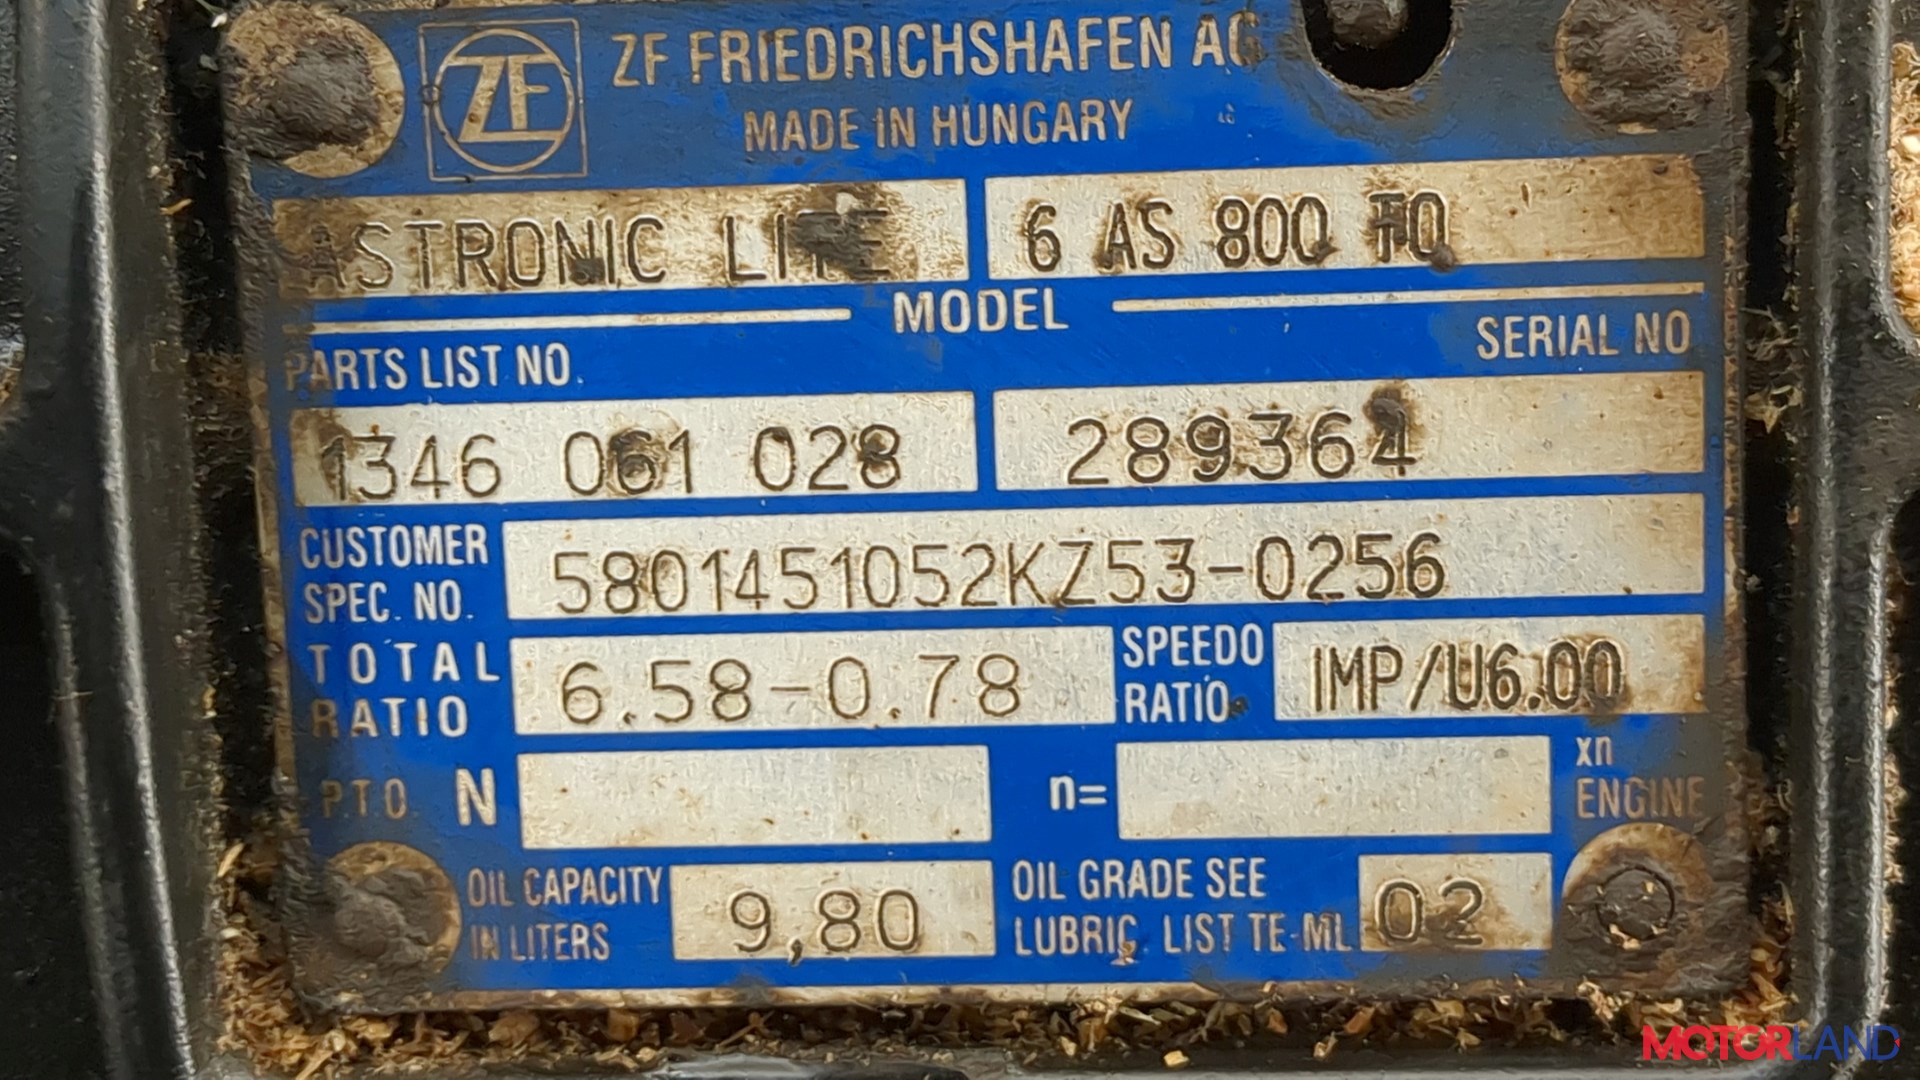 ZF
ZF FRIEDRICHSHAFEN AG
MADE IN HUNGARY
ASTRONIC LITE 6 AS 800 TO
MODEL
PARTS LIST NO. SERIAL NO
1346 061 028 289364
CUSTOMER SPEC. NO. 5801451052KZ53-0256
TOTAL RATIO 6.58-0.78 SPEEDO RATIO IMP/U6.00
P.T.O. N n= xn ENGINE
OIL CAPACITY IN LITERS 9,80 OIL GRADE SEE LUBRIC. LIST TE-ML 02
MOTORLAND